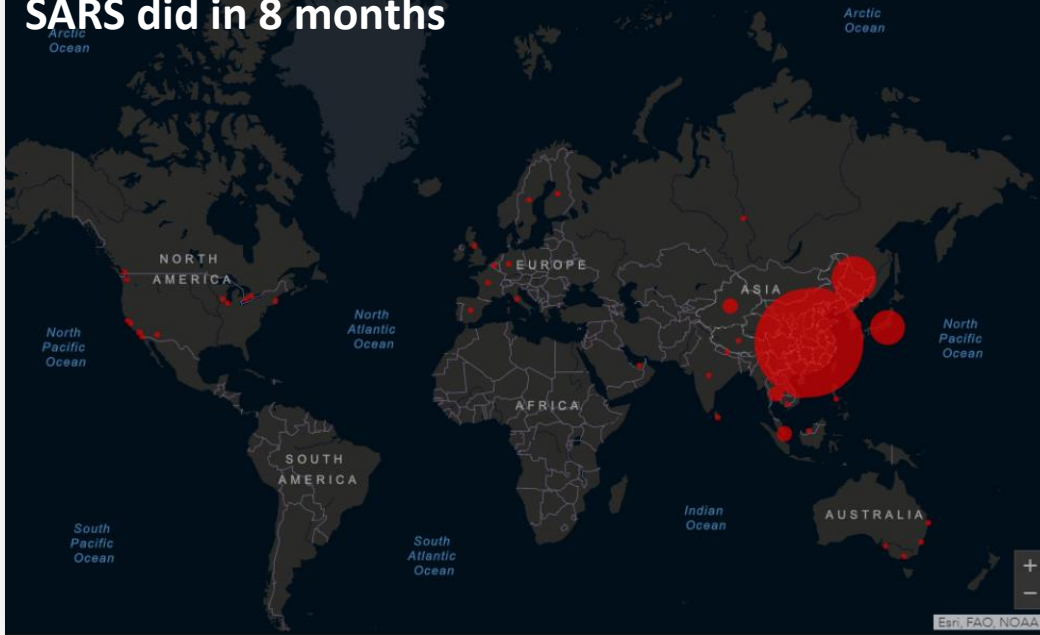 SARS did in 8 months
Arctic
Ocean
Arctic
Ocean
NORTH
AMERICA
EUROPE
ASIA
North
Pacific
Ocean
North
Atlantic
Ocean
North
Pacific
Ocean
AFRICA
SOUTH
AMERICA
Indian
Ocean
AUSTRALIA
South
Pacific
Ocean
South
Atlantic
Ocean
+
−
Esri, FAO, NOAA